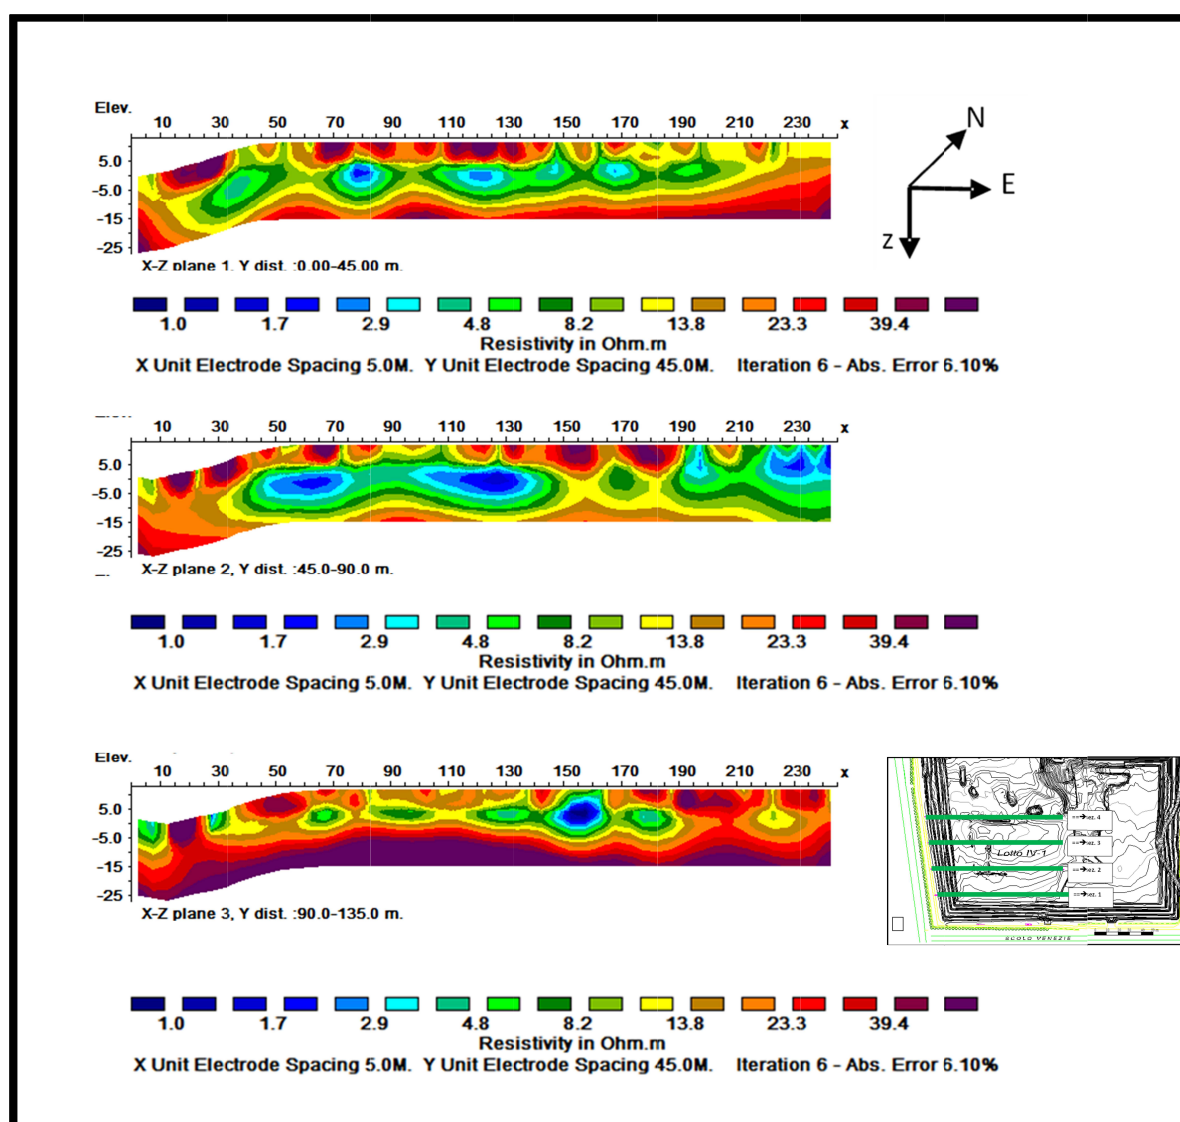 Elev.
10 30 50 70 90 110 130 150 170 190 210 230 x
5.0
-5.0
-15
-25
X-Z plane 1, Y dist. :0.00-45.00 m.
N
E
Z
1.0 1.7 2.9 4.8 8.2 13.8 23.3 39.4
Resistivity in Ohm.m
X Unit Electrode Spacing 5.0M. Y Unit Electrode Spacing 45.0M. Iteration 6 - Abs. Error 6.10%
10 30 50 70 90 110 130 150 170 190 210 230 x
5.0
-5.0
-15
-25
X-Z plane 2, Y dist. :45.0-90.0 m.
1.0 1.7 2.9 4.8 8.2 13.8 23.3 39.4
Resistivity in Ohm.m
X Unit Electrode Spacing 5.0M. Y Unit Electrode Spacing 45.0M. Iteration 6 - Abs. Error 6.10%
Elev.
10 30 50 70 90 110 130 150 170 190 210 230 x
5.0
-5.0
-15
-25
X-Z plane 3, Y dist. :90.0-135.0 m.
ez. 4
ez. 3
Lotto IV-1
ez. 2
ez. 1
SCOLO VENEZIE
1.0 1.7 2.9 4.8 8.2 13.8 23.3 39.4
Resistivity in Ohm.m
X Unit Electrode Spacing 5.0M. Y Unit Electrode Spacing 45.0M. Iteration 6 - Abs. Error 6.10%